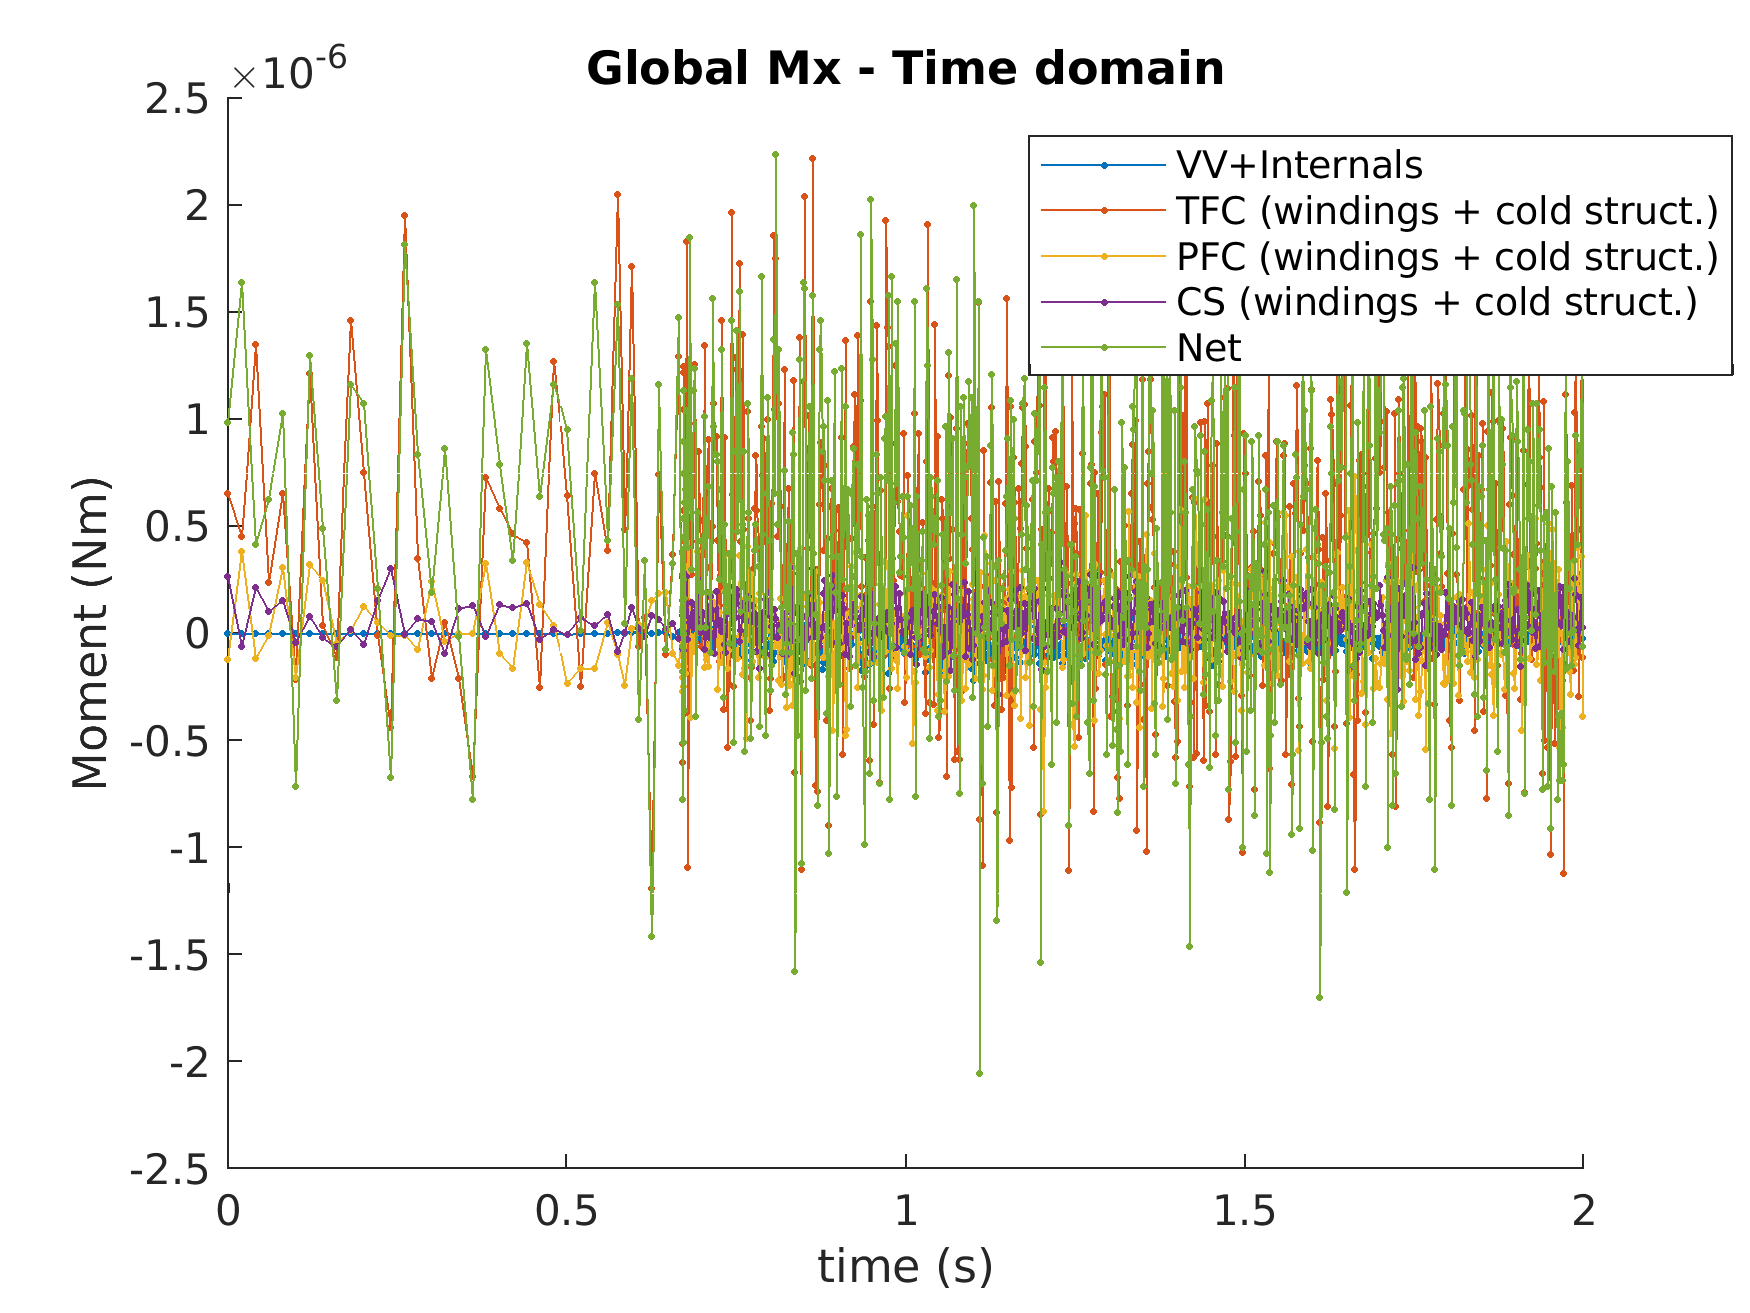 ×10-6
Global Mx - Time domain
2.5
2
1.5
1
0.5
0
-0.5
-1
-1.5
-2
-2.5
Moment (Nm)
VV+Internals
TFC (windings + cold struct.)
PFC (windings + cold struct.)
CS (windings + cold struct.)
Net
0
0.5
1
1.5
2
time (s)